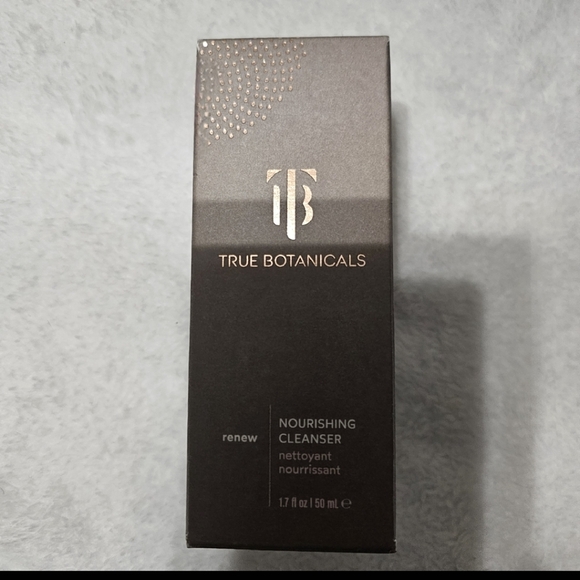 TB
TRUE BOTANICALS
renew
NOURISHING
CLEANSER
nettoyant
nourrissant
1.7 fl oz | 50 mL ℮